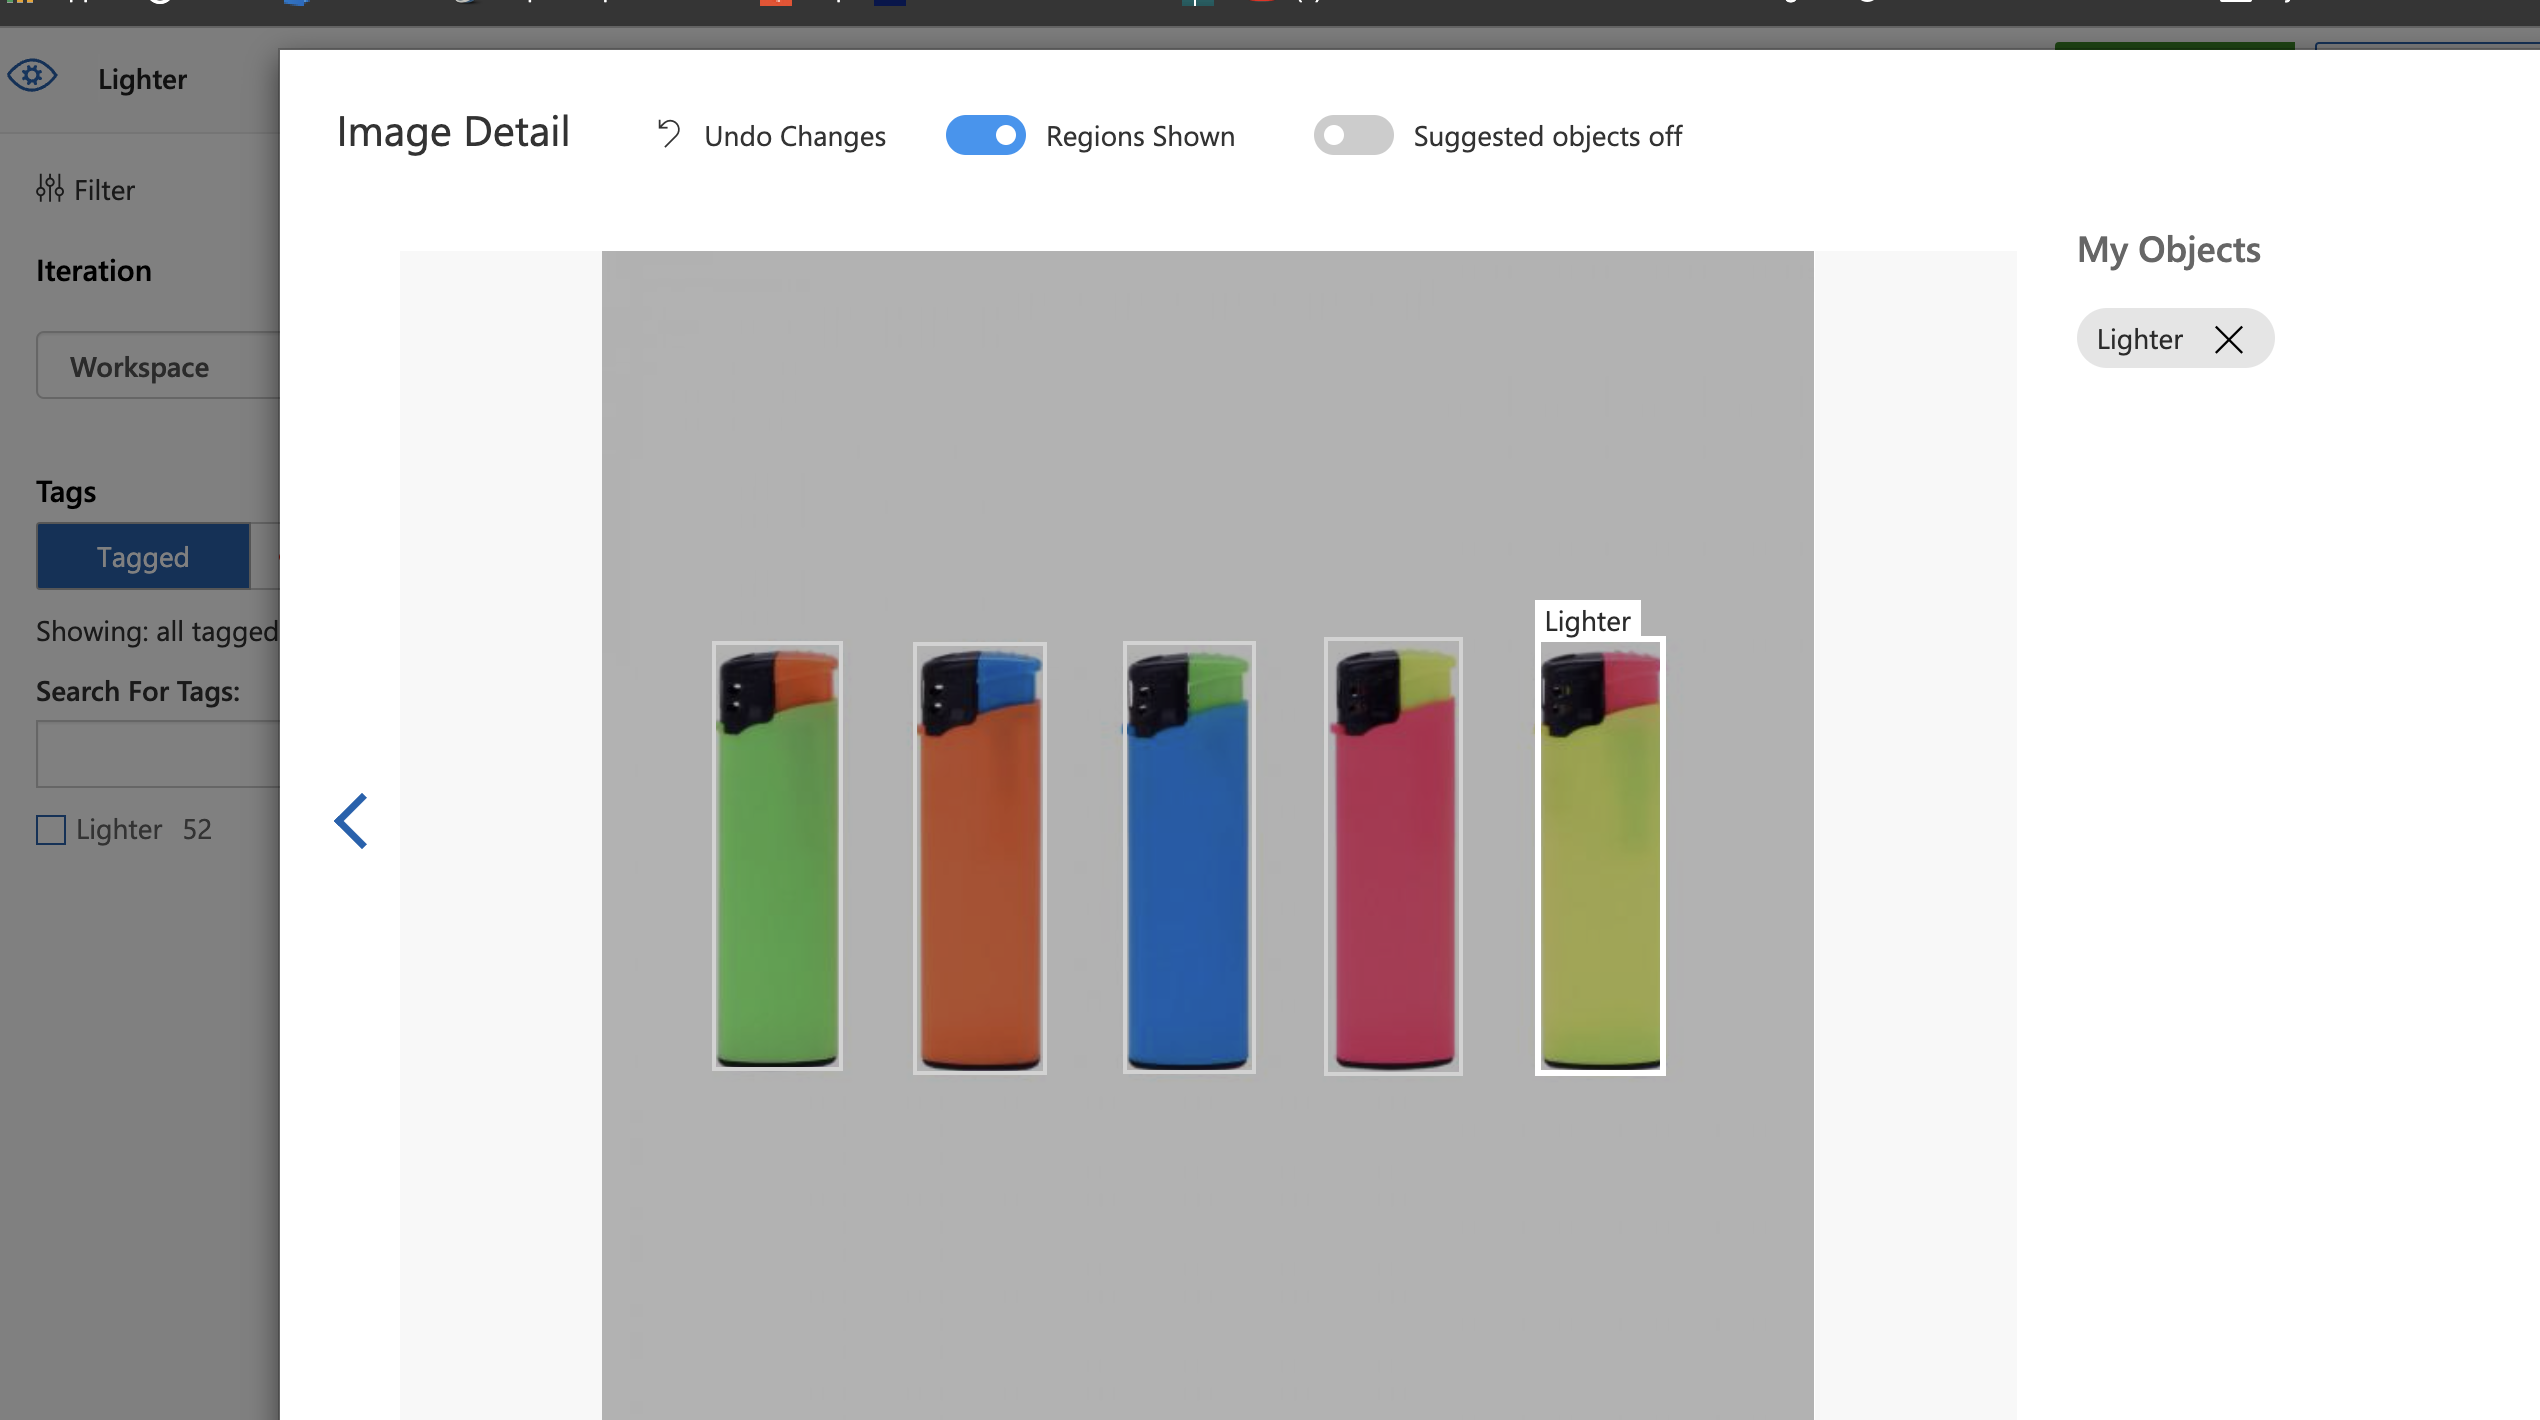 Lighter
Image Detail
Undo Changes
Regions Shown
Suggested objects off
Filter
Iteration
Workspace
Tags
Tagged
Showing: all tagged
Search For Tags:
Lighter 52
Lighter
My Objects
Lighter